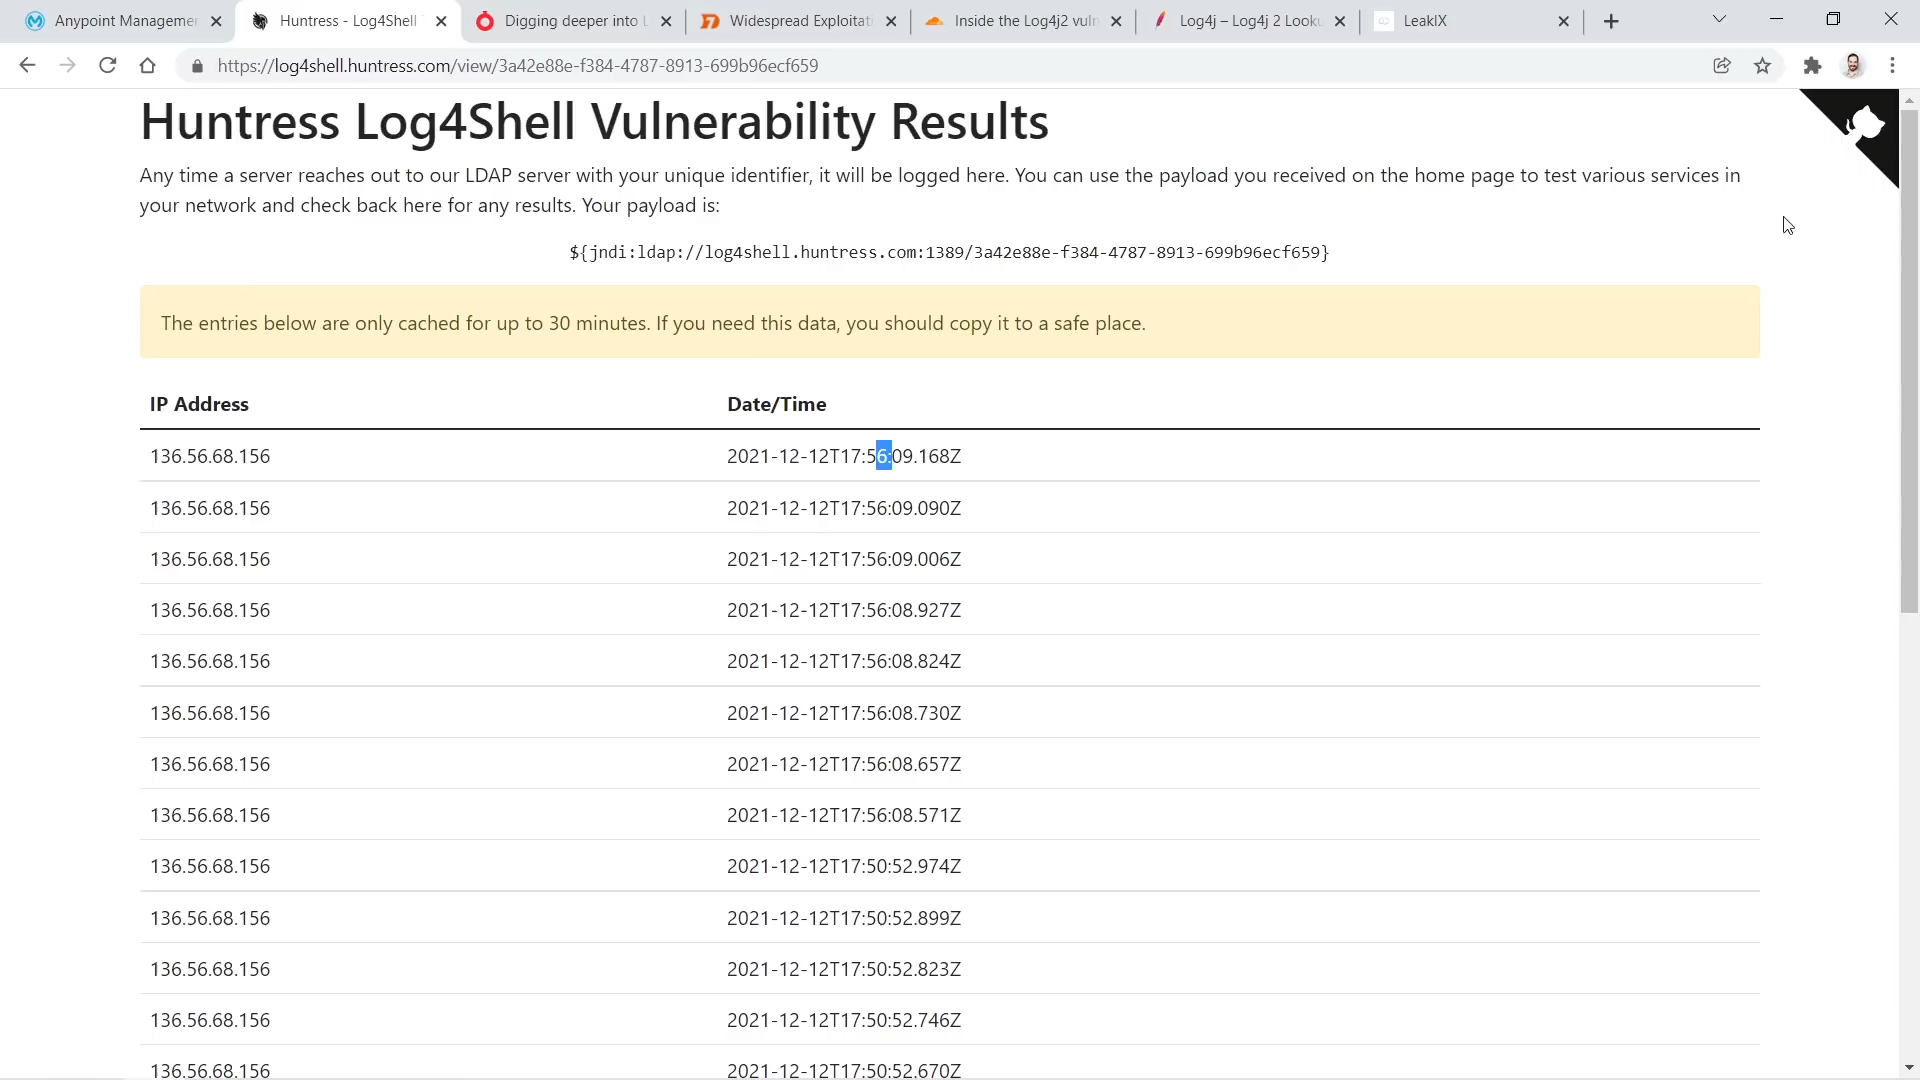 Anypoint Managemer
Huntress - Log4Shell
Digging deeper into L
Widespread Exploitati
Inside the Log4j2 vuln
Log4j – Log4j 2 Looku
LeakIX
https://log4shell.huntress.com/view/3a42e88e-f384-4787-8913-699b96ecf659
Huntress Log4Shell Vulnerability Results
Any time a server reaches out to our LDAP server with your unique identifier, it will be logged here. You can use the payload you received on the home page to test various services in
your network and check back here for any results. Your payload is:
${jndi:ldap://log4shell.huntress.com:1389/3a42e88e-f384-4787-8913-699b96ecf659}
The entries below are only cached for up to 30 minutes. If you need this data, you should copy it to a safe place.
IP Address Date/Time
136.56.68.156 2021-12-12T17:56:09.168Z
136.56.68.156 2021-12-12T17:56:09.090Z
136.56.68.156 2021-12-12T17:56:09.006Z
136.56.68.156 2021-12-12T17:56:08.927Z
136.56.68.156 2021-12-12T17:56:08.824Z
136.56.68.156 2021-12-12T17:56:08.730Z
136.56.68.156 2021-12-12T17:56:08.657Z
136.56.68.156 2021-12-12T17:56:08.571Z
136.56.68.156 2021-12-12T17:50:52.974Z
136.56.68.156 2021-12-12T17:50:52.899Z
136.56.68.156 2021-12-12T17:50:52.823Z
136.56.68.156 2021-12-12T17:50:52.746Z
136.56.68.156 2021-12-12T17:50:52.670Z